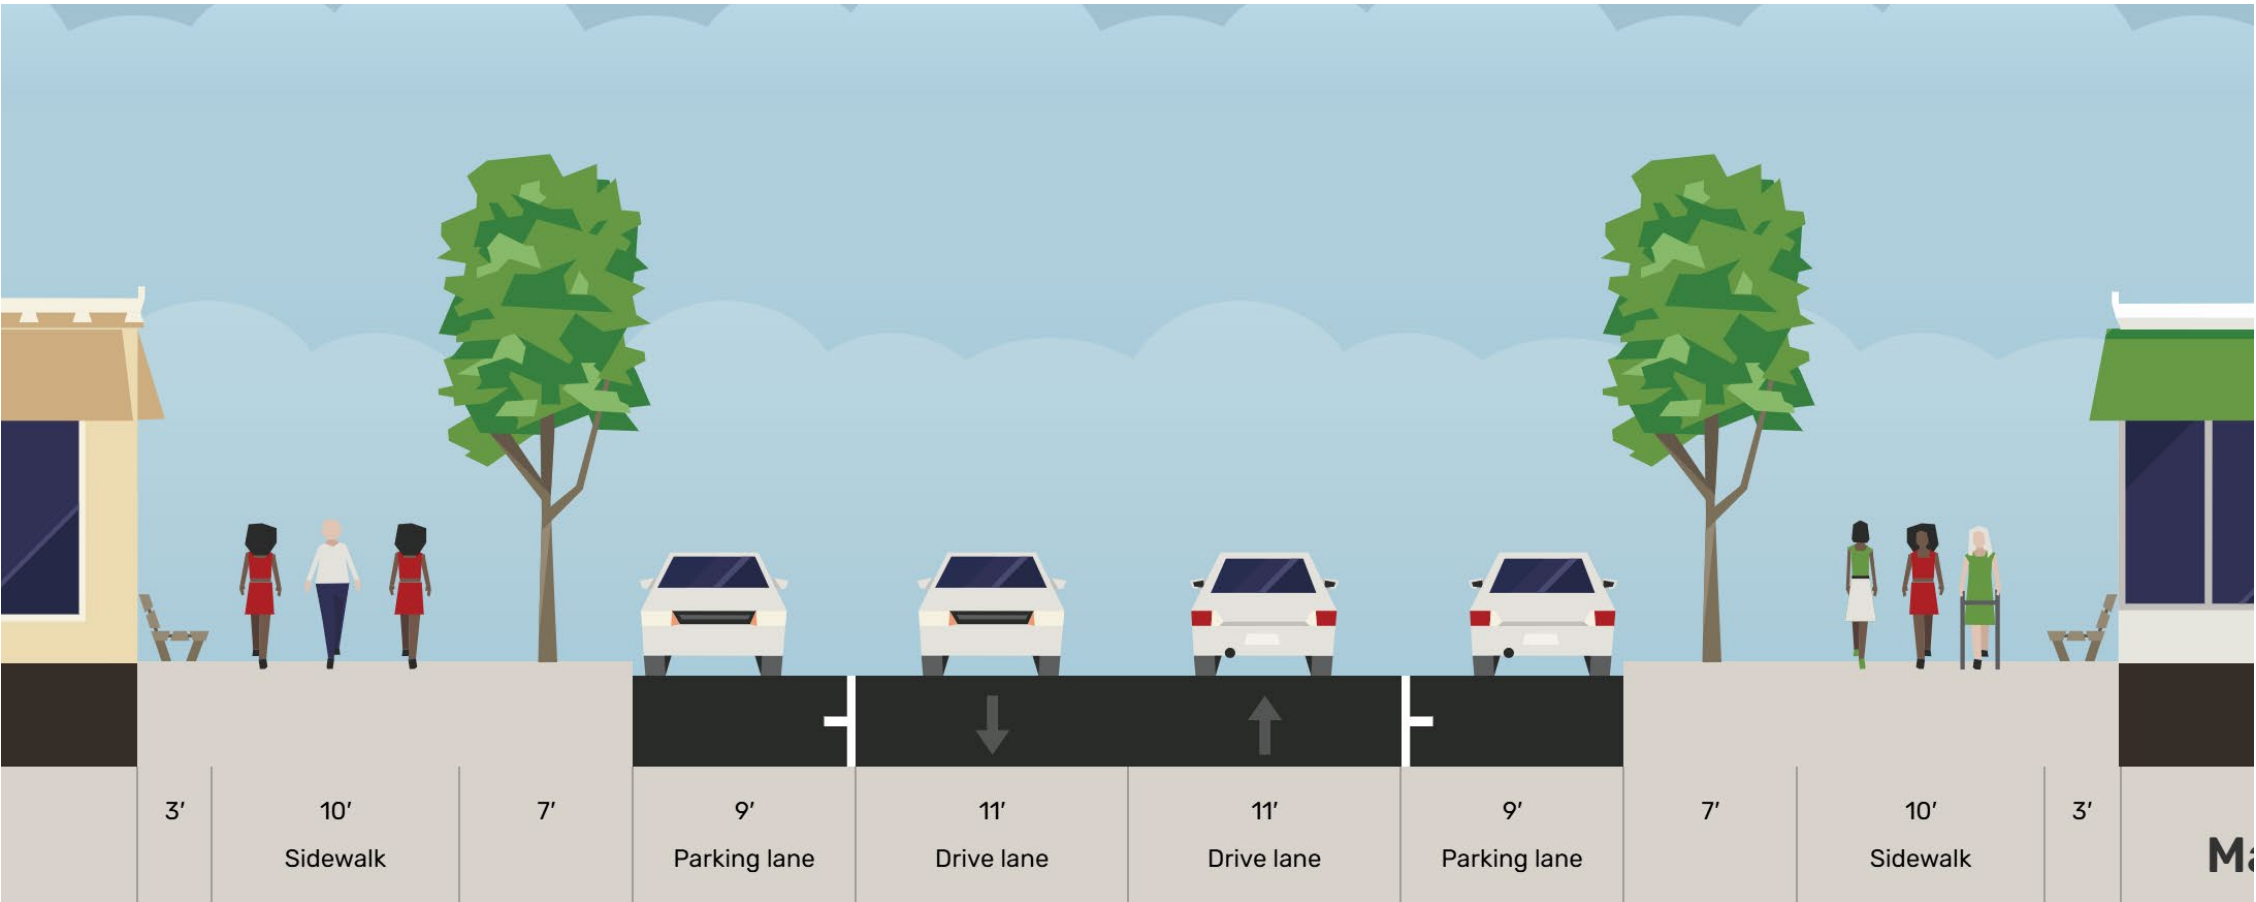 3′ 10′ 7′ 9′ 11′ 11′ 9′ 7′ 10′ 3′
Sidewalk Parking lane Drive lane Drive lane Parking lane Sidewalk
Ma